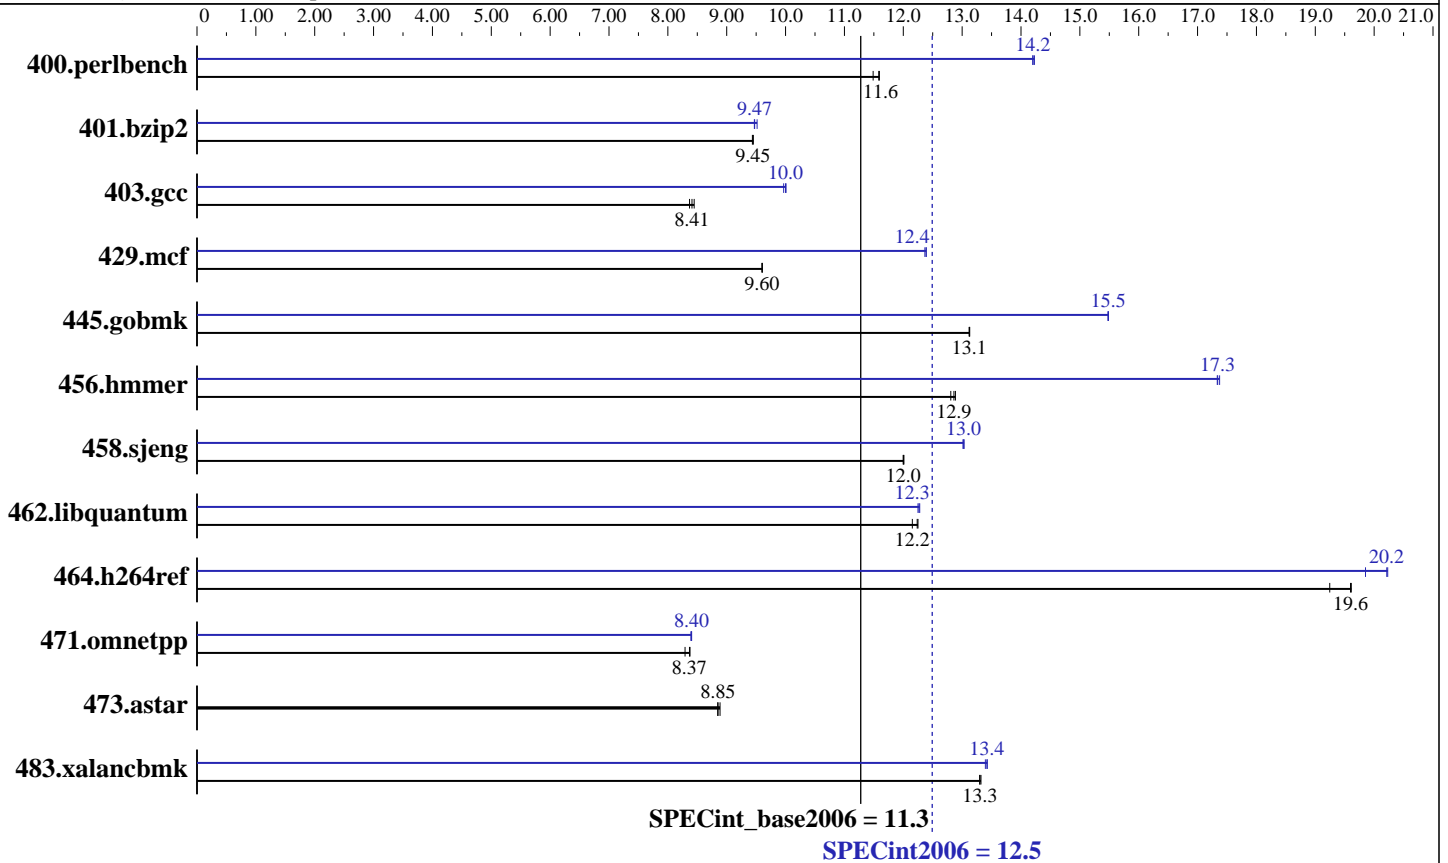 0 1.00 2.00 3.00 4.00 5.00 6.00 7.00 8.00 9.00 10.0 11.0 12.0 13.0 14.0 15.0 16.0 17.0 18.0 19.0 20.0 21.0
14.2
400.perlbench
11.6
9.47
401.bzip2
9.45
10.0
403.gcc
8.41
12.4
429.mcf
9.60
15.5
445.gobmk
13.1
17.3
456.hmmer
12.9
13.0
458.sjeng
12.0
12.3
462.libquantum
12.2
20.2
464.h264ref
19.6
8.40
471.omnetpp
8.37
8.85
473.astar
13.4
483.xalancbmk
13.3
SPECint_base2006 = 11.3
SPECint2006 = 12.5